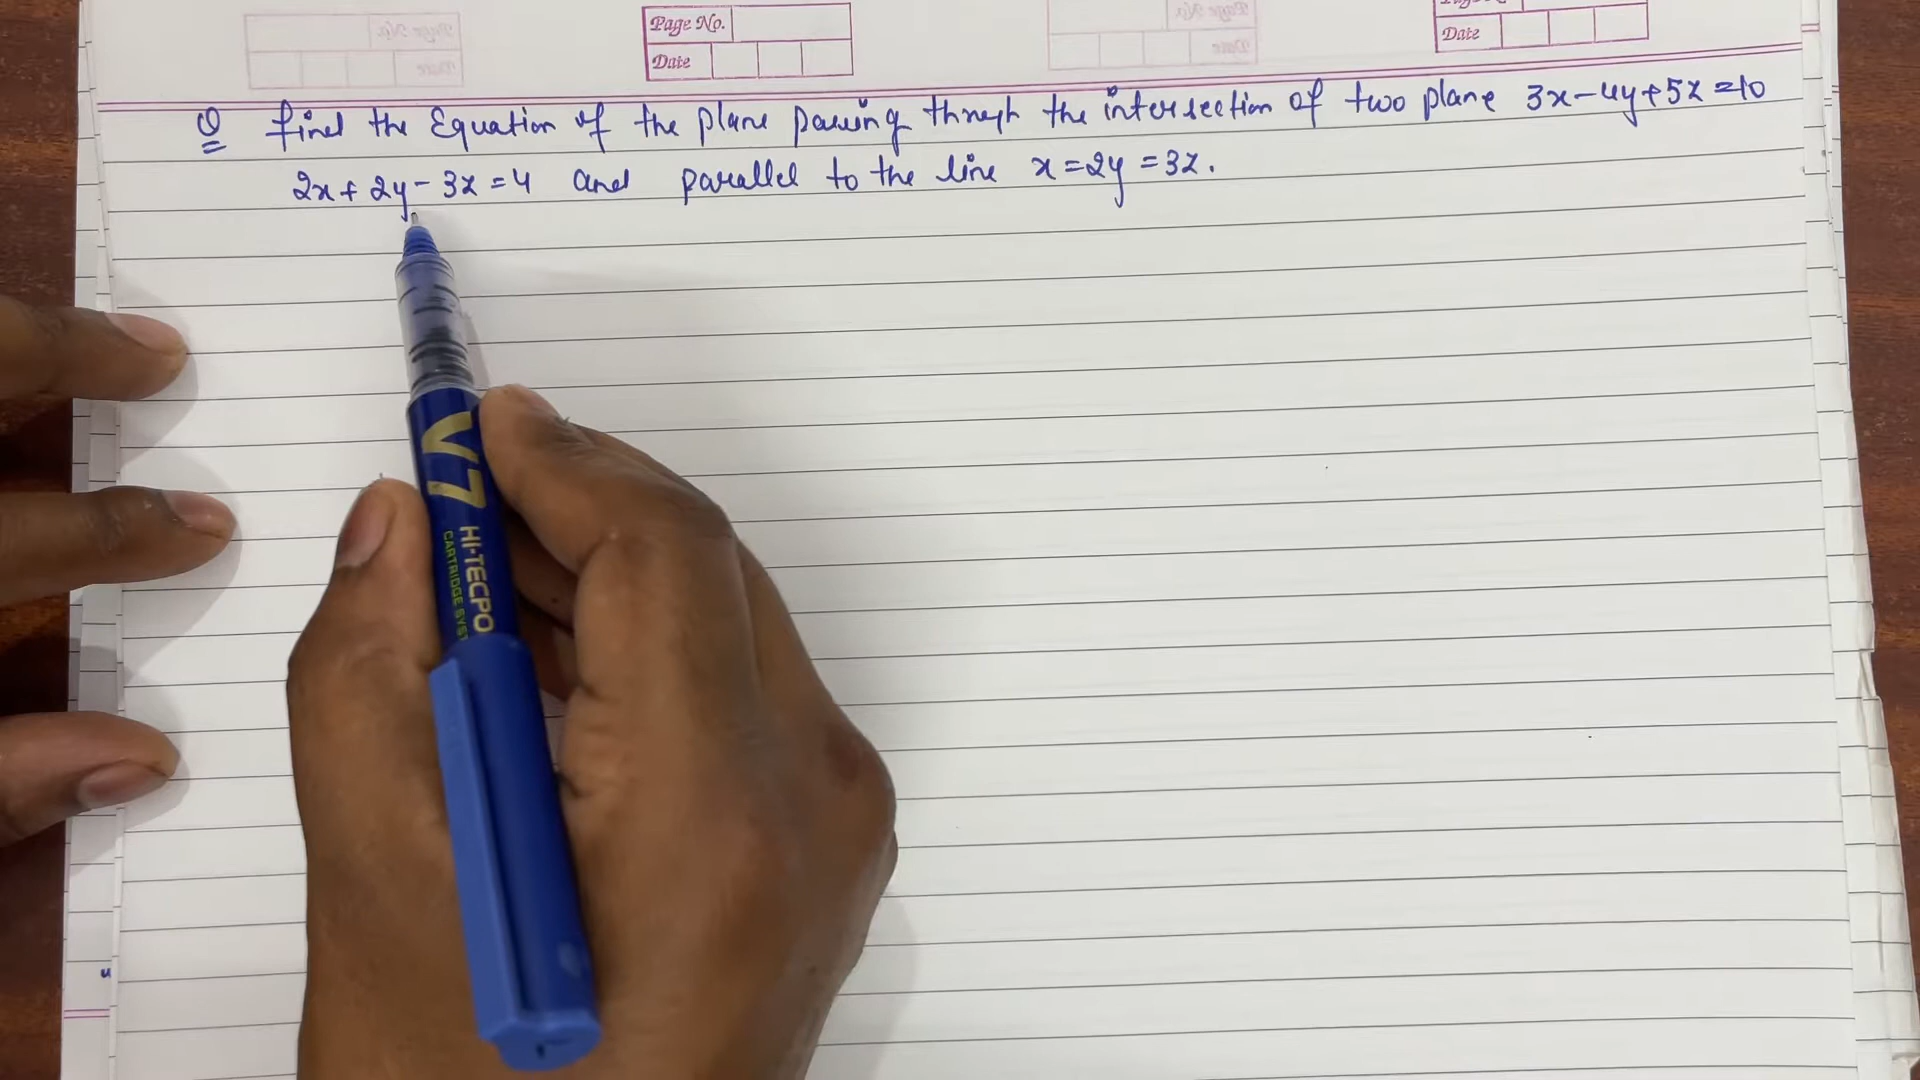 Page No.
Date
Date
Q find the Equation of the plane passing through the intersection of two plane 3x-4y+5z=10
2x+2y-3z=4 and parallel to the line x=2y=3z.
V7
HI-TECPO
CARTRIDGE SYST